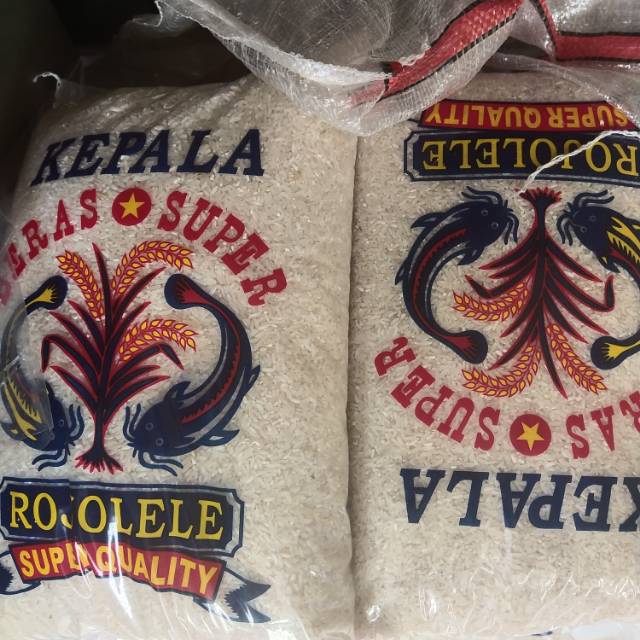 KEPALA
BERAS SUPER
ROJOLELE
SUPER QUALITY
SUPER QUALITY
ROJOLELE
BERAS SUPER
KEPALA